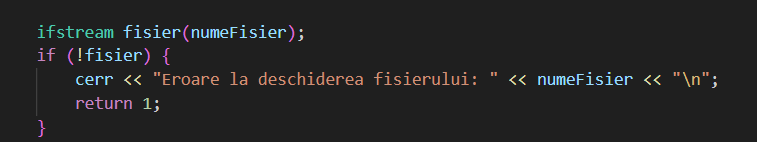 ifstream fisier(numeFisier);
if (!fisier) {
    cerr << "Eroare la deschiderea fisierului: " << numeFisier << "\n";
    return 1;
}